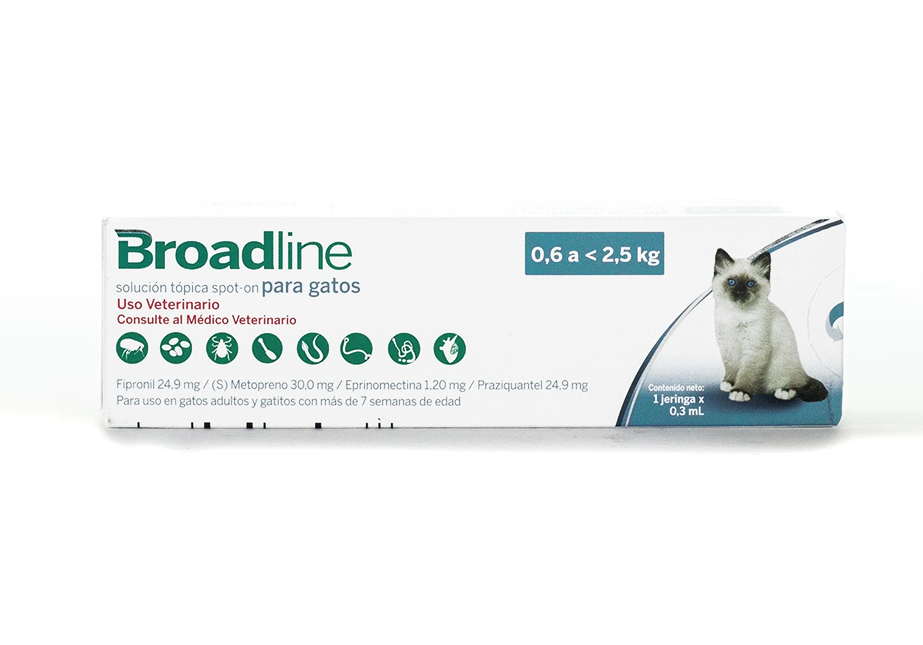 Broadline
0,6 a < 2,5 kg
solución tópica spot-on para gatos
Uso Veterinario
Consulte al Médico Veterinario
Fipronil 24,9 mg / (S) Metopreno 30,0 mg / Eprinomectina 1,20 mg / Praziquantel 24,9 mg
Para uso en gatos adultos y gatitos con más de 7 semanas de edad
Contenido neto:
1 jeringa x
0,3 mL